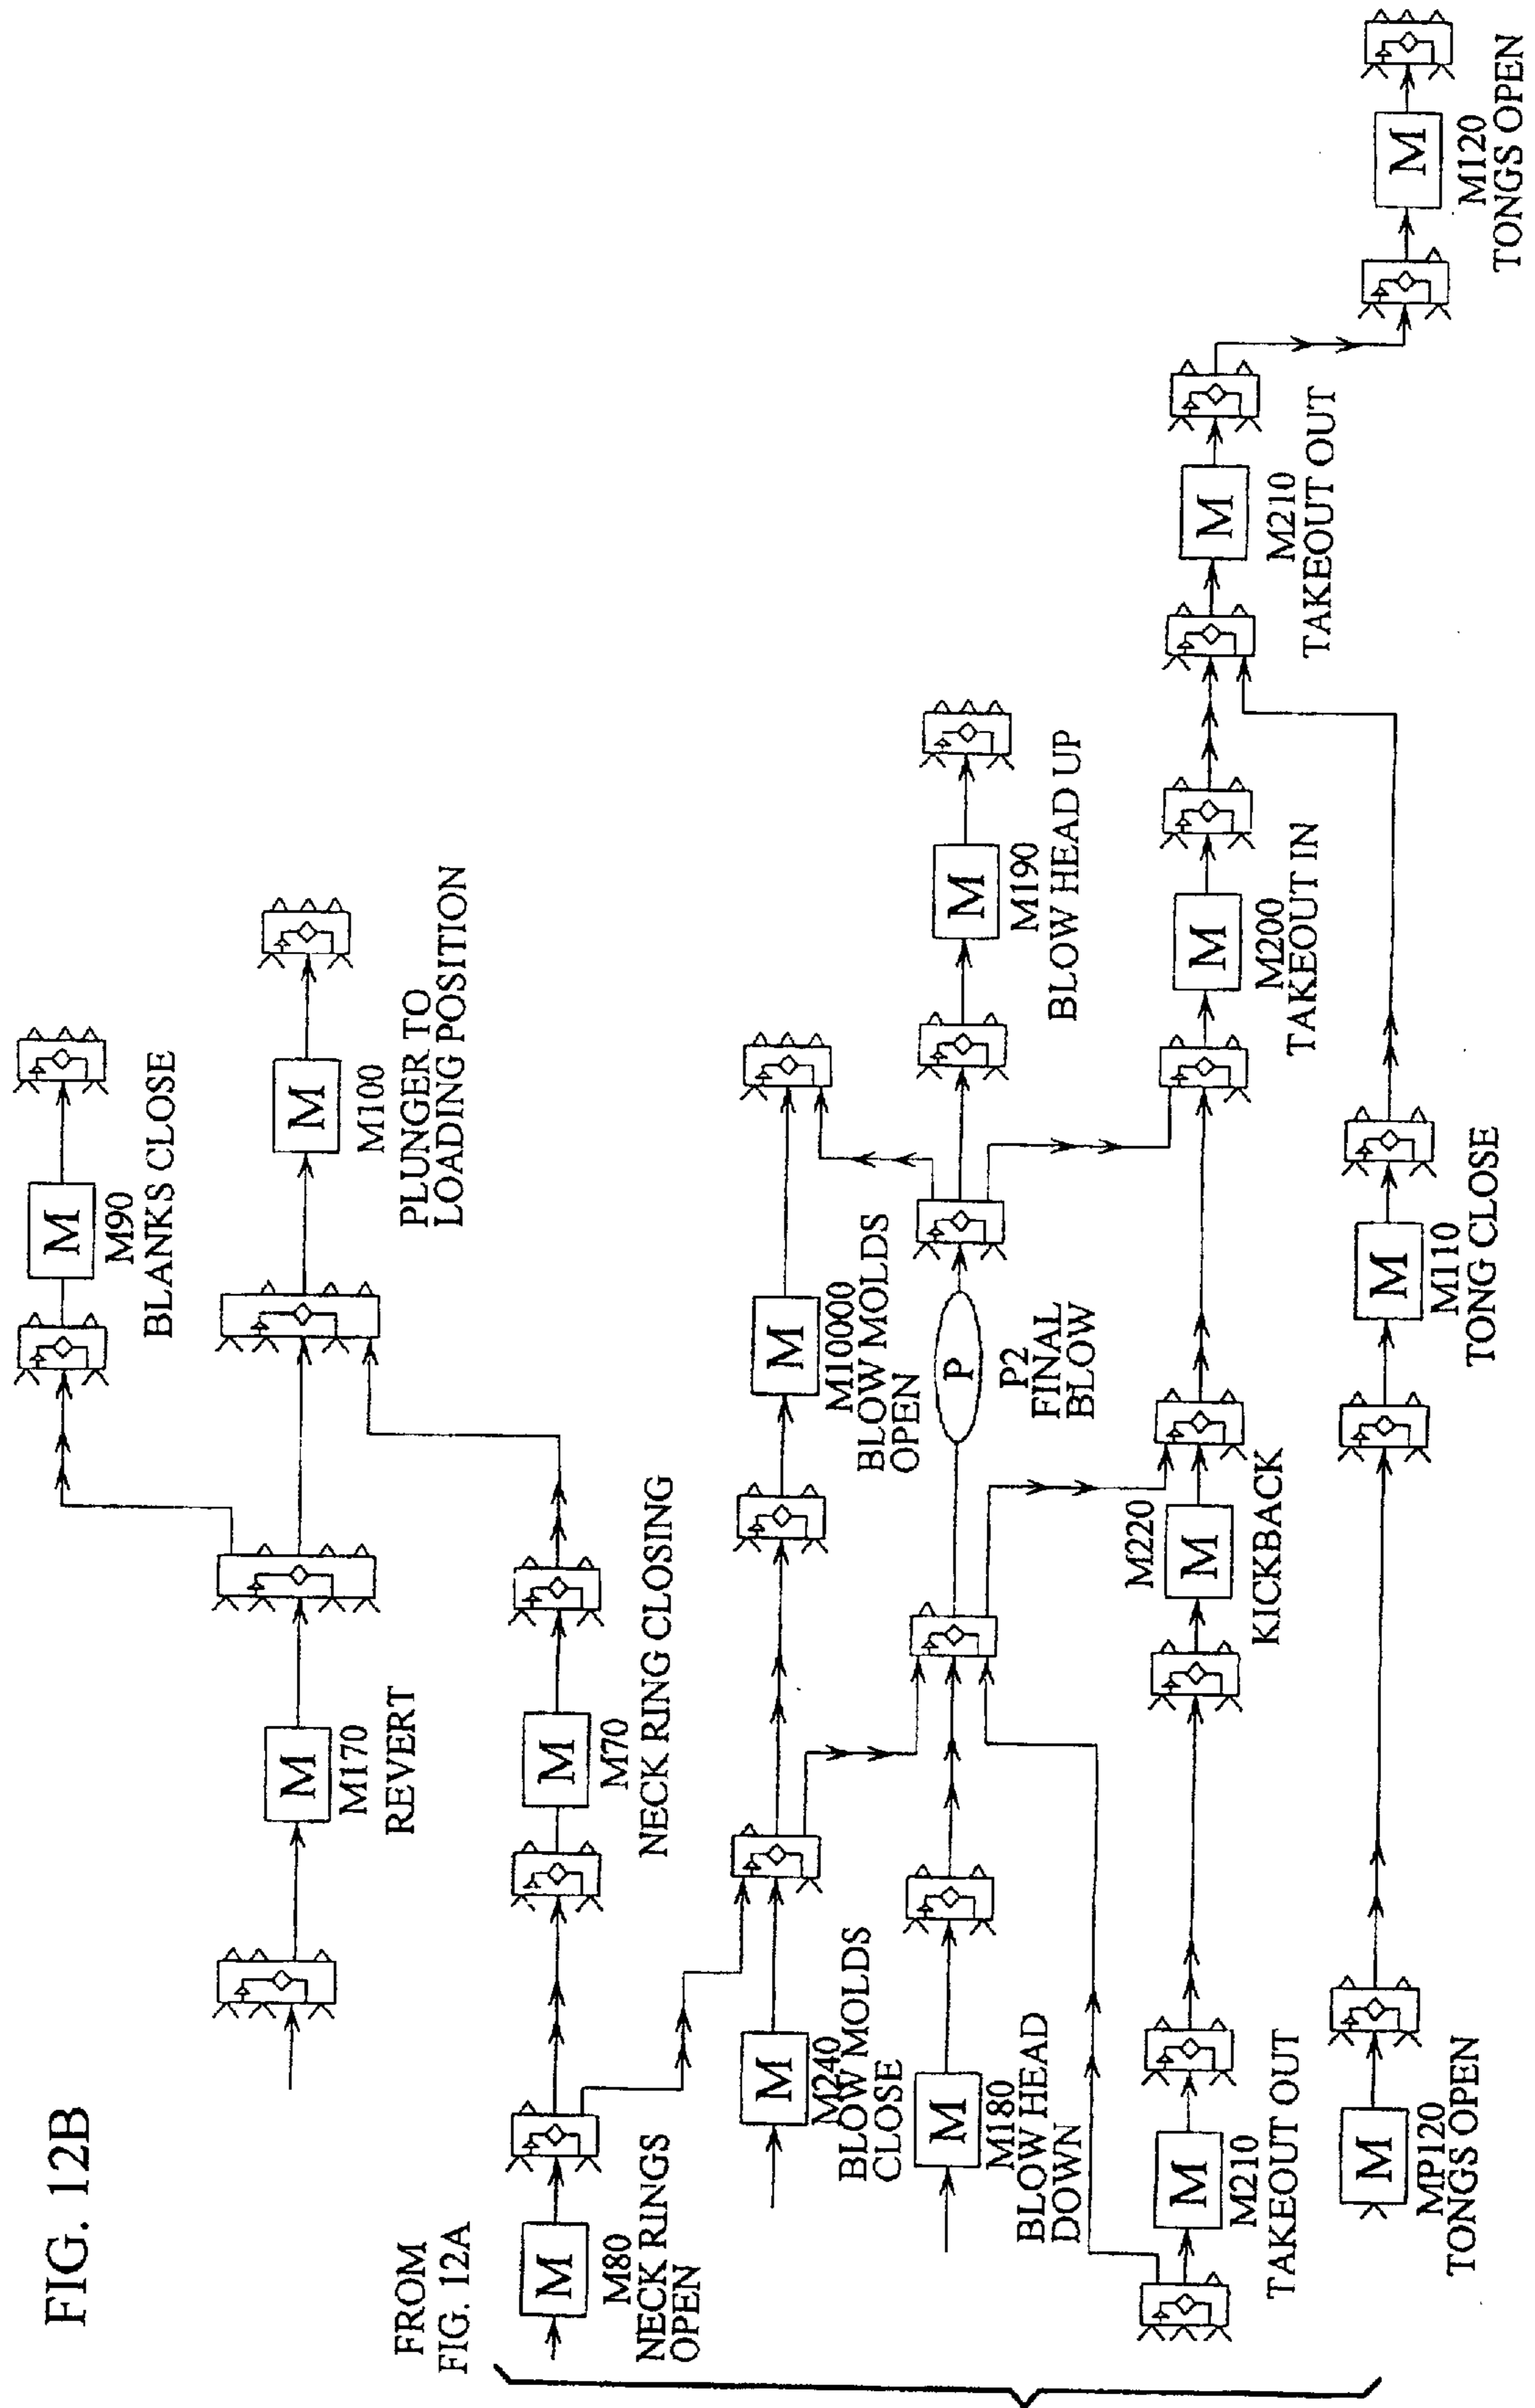 FIG. 12B
FROM
FIG. 12A
M
M90
BLANKS CLOSE
M
M170
REVERT
M
M100
PLUNGER TO
LOADING POSITION
M
M80
NECK RINGS
OPEN
M
M70
NECK RING CLOSING
M
M240
BLOW MOLDS
CLOSE
M
M10000
BLOW MOLDS
OPEN
M
M180
BLOW HEAD
DOWN
P
P2
FINAL
BLOW
M
M190
BLOW HEAD UP
M
M210
TAKEOUT OUT
M220
M
KICKBACK
M
M200
TAKEOUT IN
M
M210
TAKEOUT OUT
M
MP120
TONGS OPEN
M
M110
TONG CLOSE
M
M120
TONGS OPEN